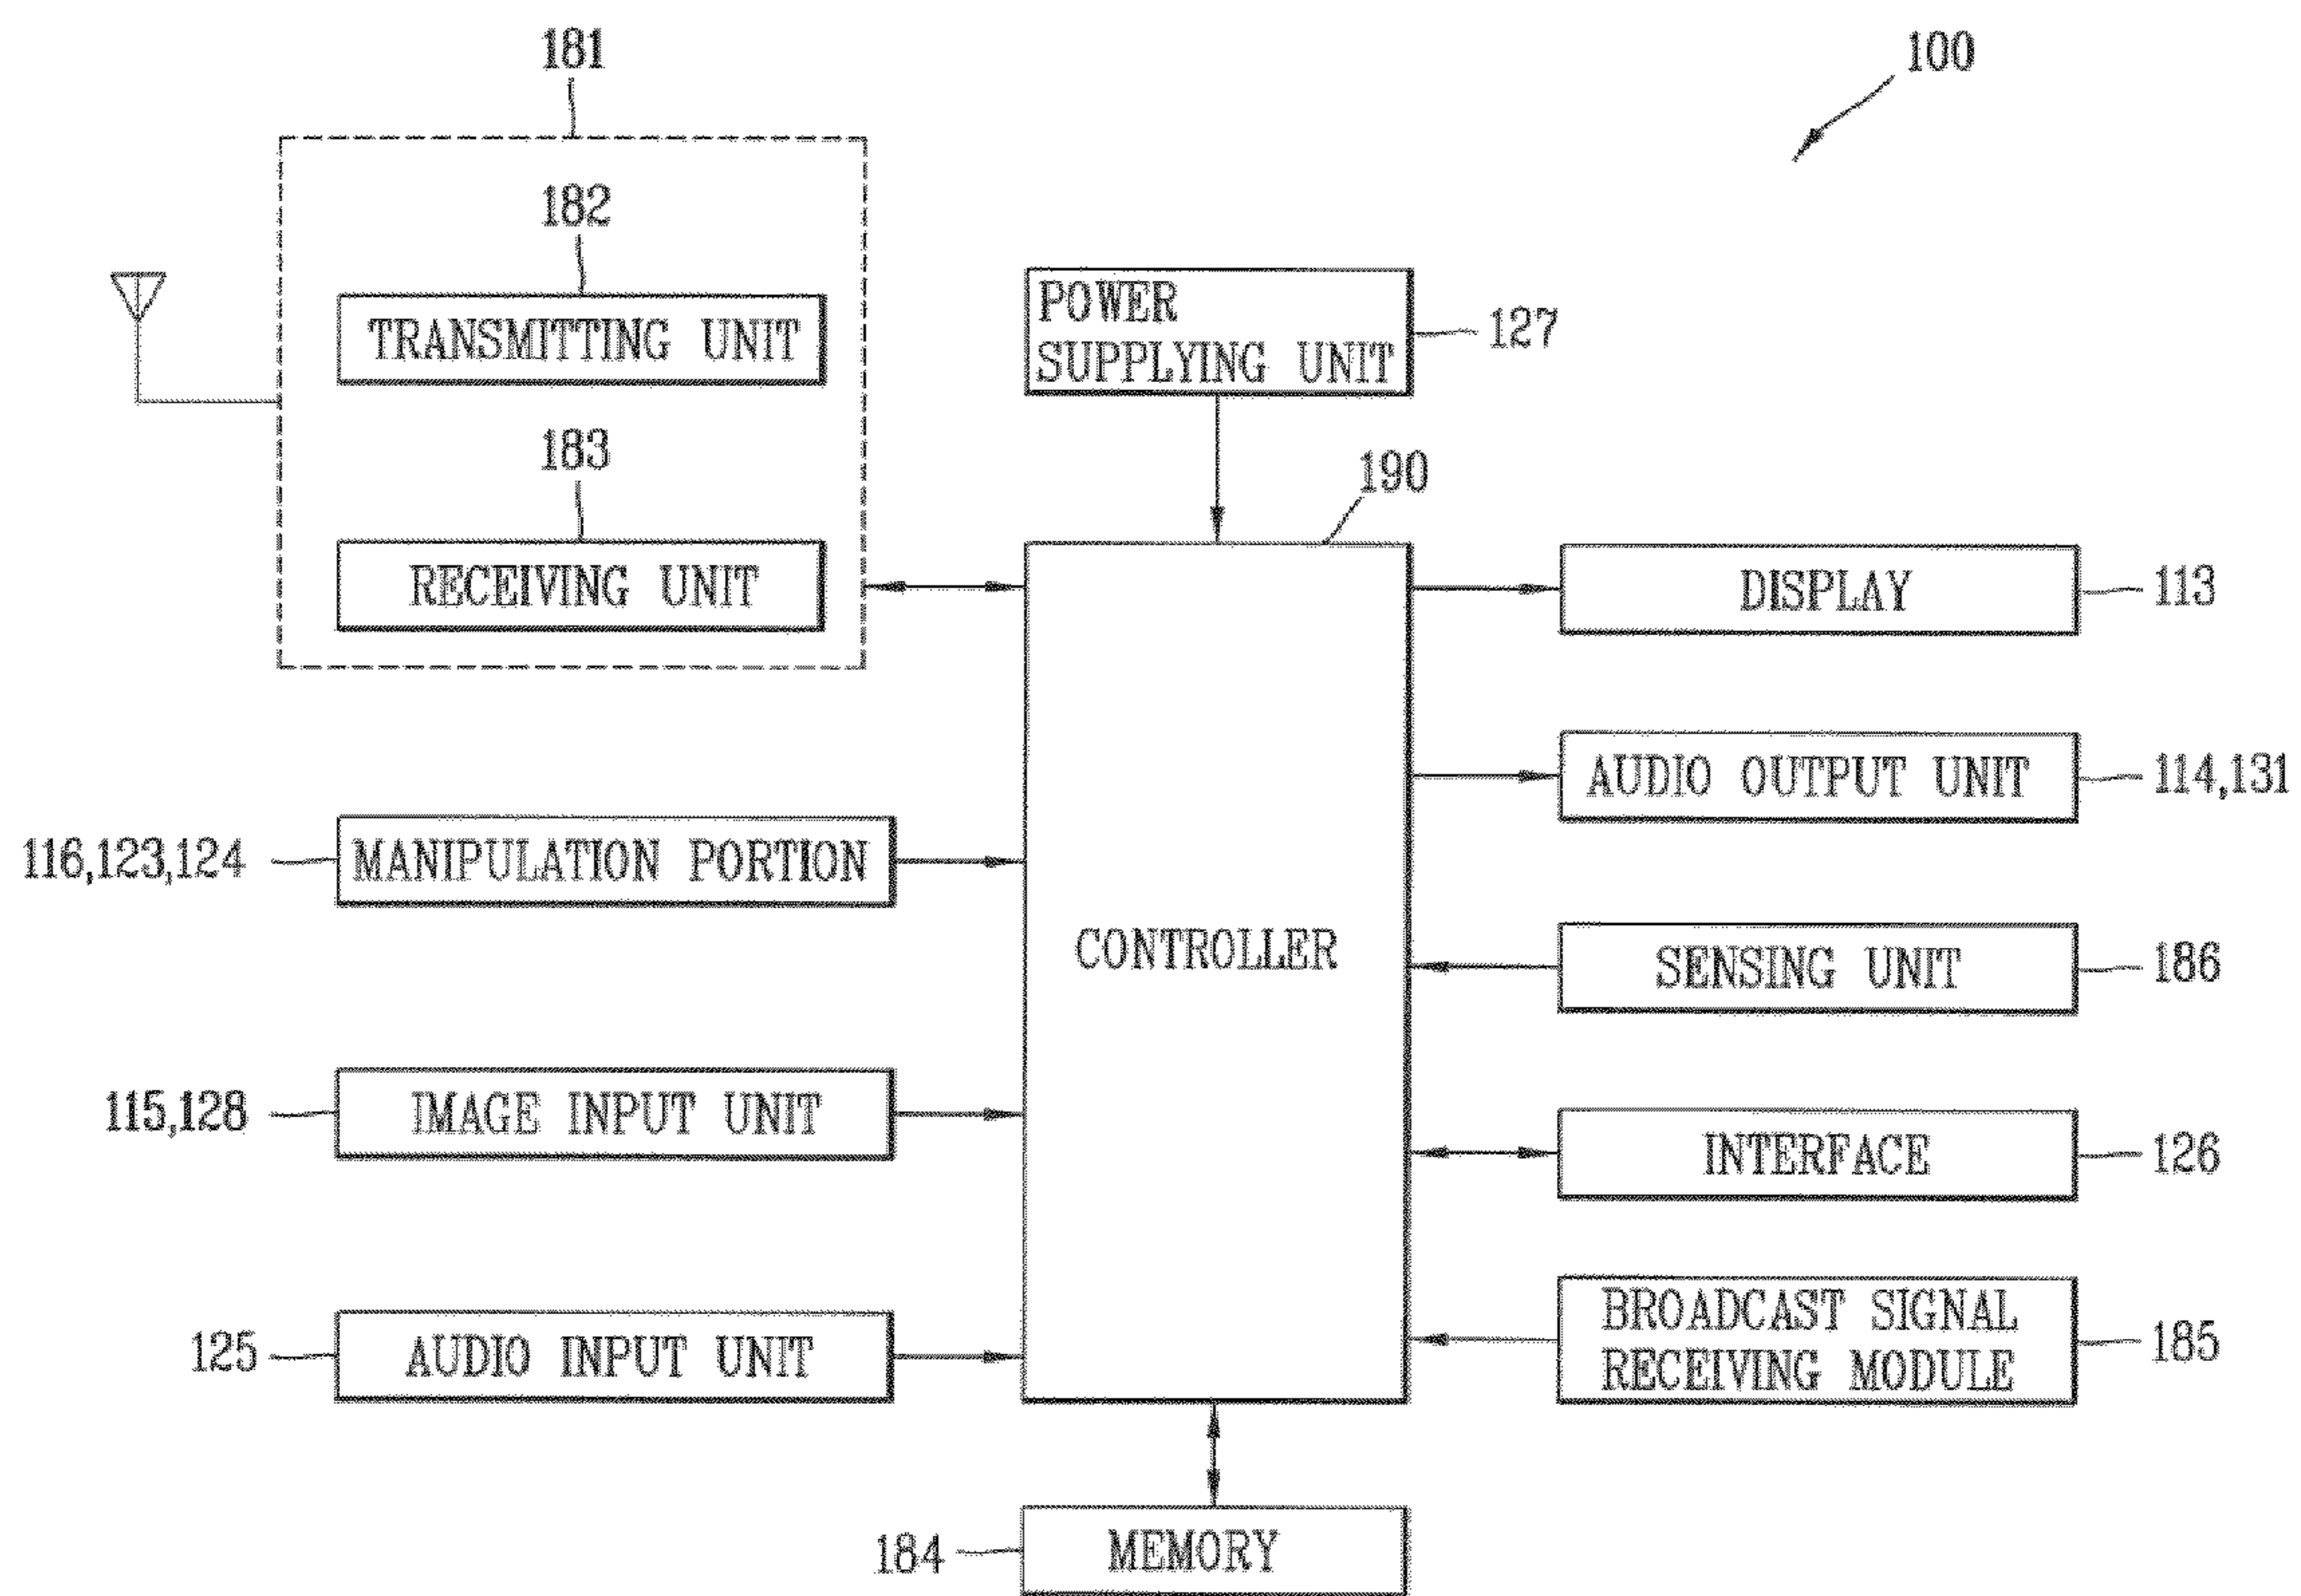 181
100
182
TRANSMITTING UNIT
183
RECEIVING UNIT
POWER
SUPPLYING UNIT
127
190
CONTROLLER
DISPLAY
113
AUDIO OUTPUT UNIT
114,131
116,123,124
MANIPULATION PORTION
SENSING UNIT
186
115,128
IMAGE INPUT UNIT
INTERFACE
126
125
AUDIO INPUT UNIT
BROADCAST SIGNAL
RECEIVING MODULE
185
184
MEMORY